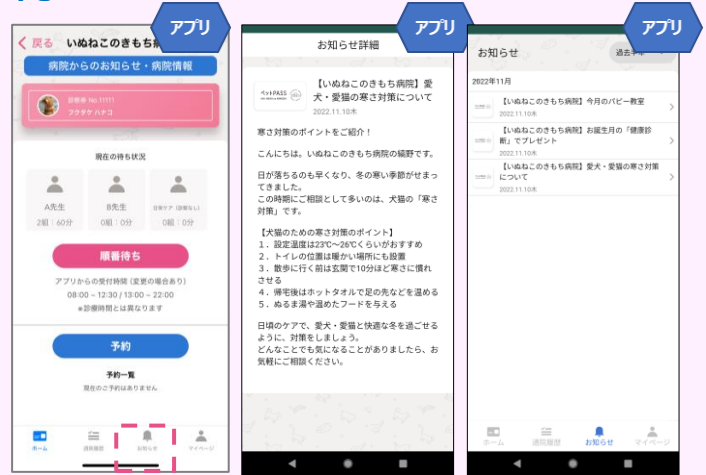 アプリ
戻る いぬねこのきもち
病院からのお知らせ・病院情報
診察券 No.11111
フクタケ ハナコ
現在の待ち状況
A先生
B先生
日常ケア (診察なし)
2組：60分
0組：0分
0組：0分
順番待ち
アプリからの受付時間 (変更の場合あり)
08:00 ~ 12:30 / 13:00 ~ 22:00
※診療時間とは異なります
予約
予約一覧
現在のご予約はありません
ホーム
通院履歴
お知らせ
マイページ
アプリ
お知らせ詳細
ペットPASS
【いぬねこのきもち病院】愛
犬・愛猫の寒さ対策について
2022.11.10木
寒さ対策のポイントをご紹介！
こんにちは。いぬねこのきもち病院の碩野です。
日が落ちるのも早くなり、冬の寒い季節がせまっ
てきました。
この時期にご相談として多いのは、犬猫の「寒さ
対策」です。
【犬猫のための寒さ対策のポイント】
１．設定温度は23℃～26℃くらいがおすすめ
２．トイレの位置は暖かい場所にも設置
３．散歩に行く前は玄関で10分ほど寒さに慣れ
させる
４．帰宅後はホットタオルで足の先などを温める
５．ぬるま湯や温めたフードを与える
日頃のケアで、愛犬・愛猫と快適な冬を過ごせる
ように、対策をしましょう。
どんなことでも気になることがありましたら、お
気軽にご相談ください。
アプリ
お知らせ
過去
2022年11月
【いぬねこのきもち病院】今月のパピー教室
2022.11.10木
【いぬねこのきもち病院】お誕生月の「健康診
断」でプレゼント
2022.11.10木
【いぬねこのきもち病院】愛犬・愛猫の寒さ対策
について
2022.11.10木
ホーム
通院履歴
お知らせ
マイページ